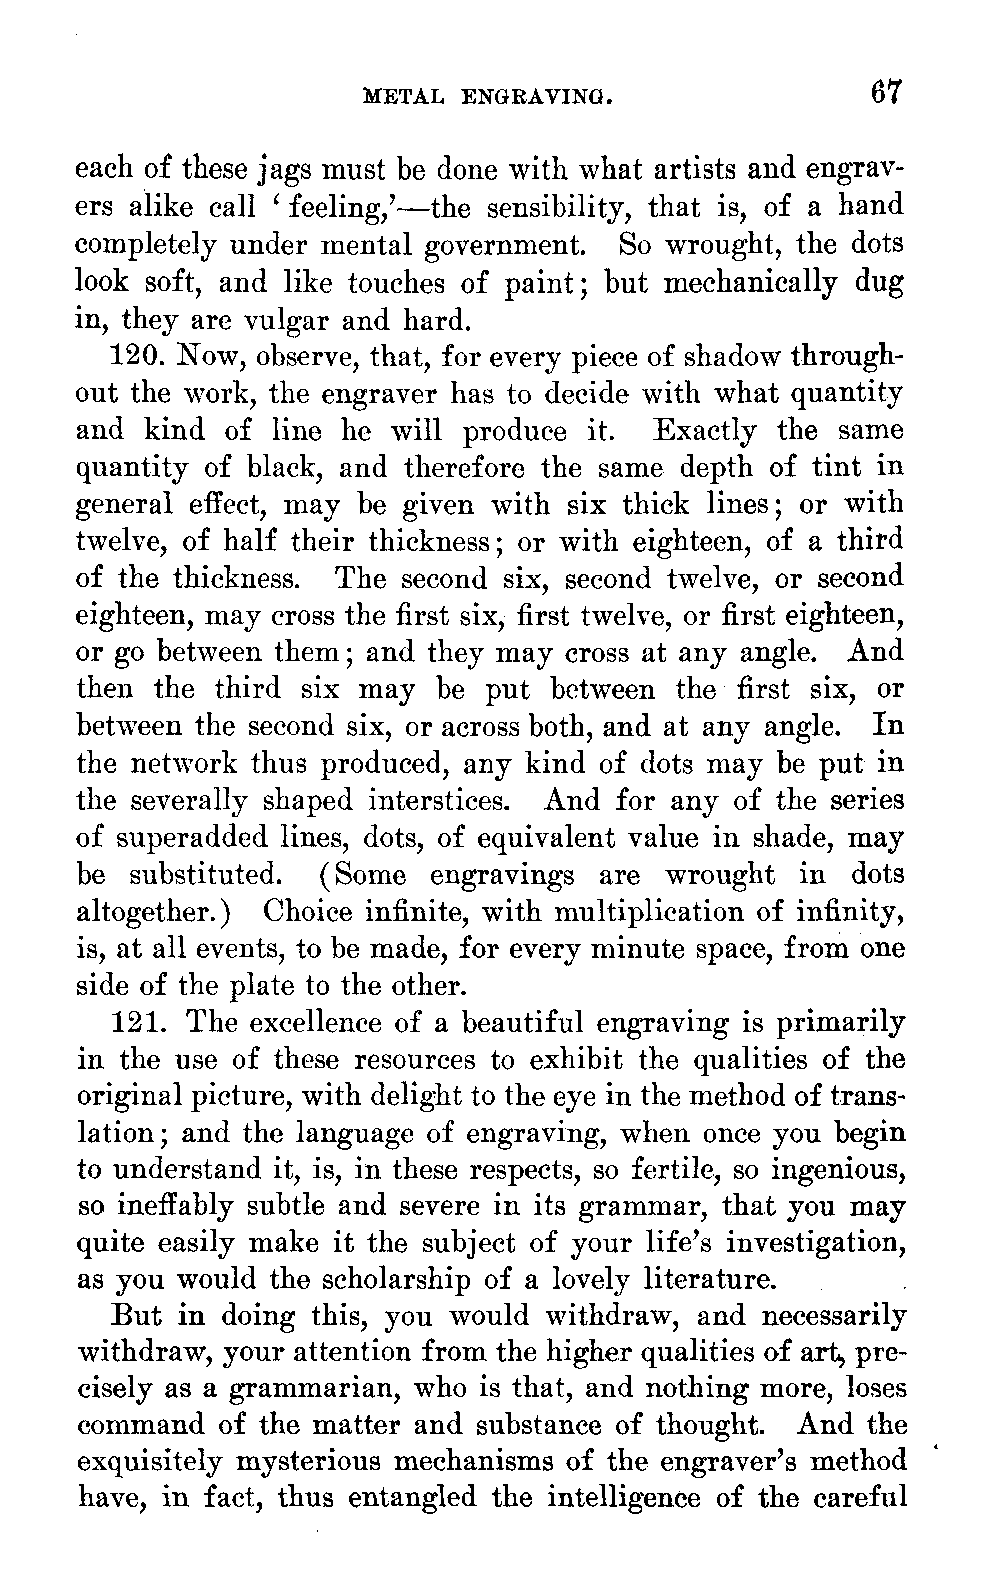 METAL ENGRAVING. 67
each of these jags must be done with what artists and engrav-
ers alike call ‘feeling,’—the sensibility, that is, of a hand
completely under mental government. So wrought, the dots
look soft, and like touches of paint; but mechanically dug
in, they are vulgar and hard.
120. Now, observe, that, for every piece of shadow through-
out the work, the engraver has to decide with what quantity
and kind of line he will produce it. Exactly the same
quantity of black, and therefore the same depth of tint in
general effect, may be given with six thick lines; or with
twelve, of half their thickness; or with eighteen, of a third
of the thickness. The second six, second twelve, or second
eighteen, may cross the first six, first twelve, or first eighteen,
or go between them; and they may cross at any angle. And
then the third six may be put between the first six, or
between the second six, or across both, and at any angle. In
the network thus produced, any kind of dots may be put in
the severally shaped interstices. And for any of the series
of superadded lines, dots, of equivalent value in shade, may
be substituted. (Some engravings are wrought in dots
altogether.) Choice infinite, with multiplication of infinity,
is, at all events, to be made, for every minute space, from one
side of the plate to the other.
121. The excellence of a beautiful engraving is primarily
in the use of these resources to exhibit the qualities of the
original picture, with delight to the eye in the method of trans-
lation; and the language of engraving, when once you begin
to understand it, is, in these respects, so fertile, so ingenious,
so ineffably subtle and severe in its grammar, that you may
quite easily make it the subject of your life’s investigation,
as you would the scholarship of a lovely literature.
But in doing this, you would withdraw, and necessarily
withdraw, your attention from the higher qualities of art, pre-
cisely as a grammarian, who is that, and nothing more, loses
command of the matter and substance of thought. And the
exquisitely mysterious mechanisms of the engraver’s method
have, in fact, thus entangled the intelligence of the careful